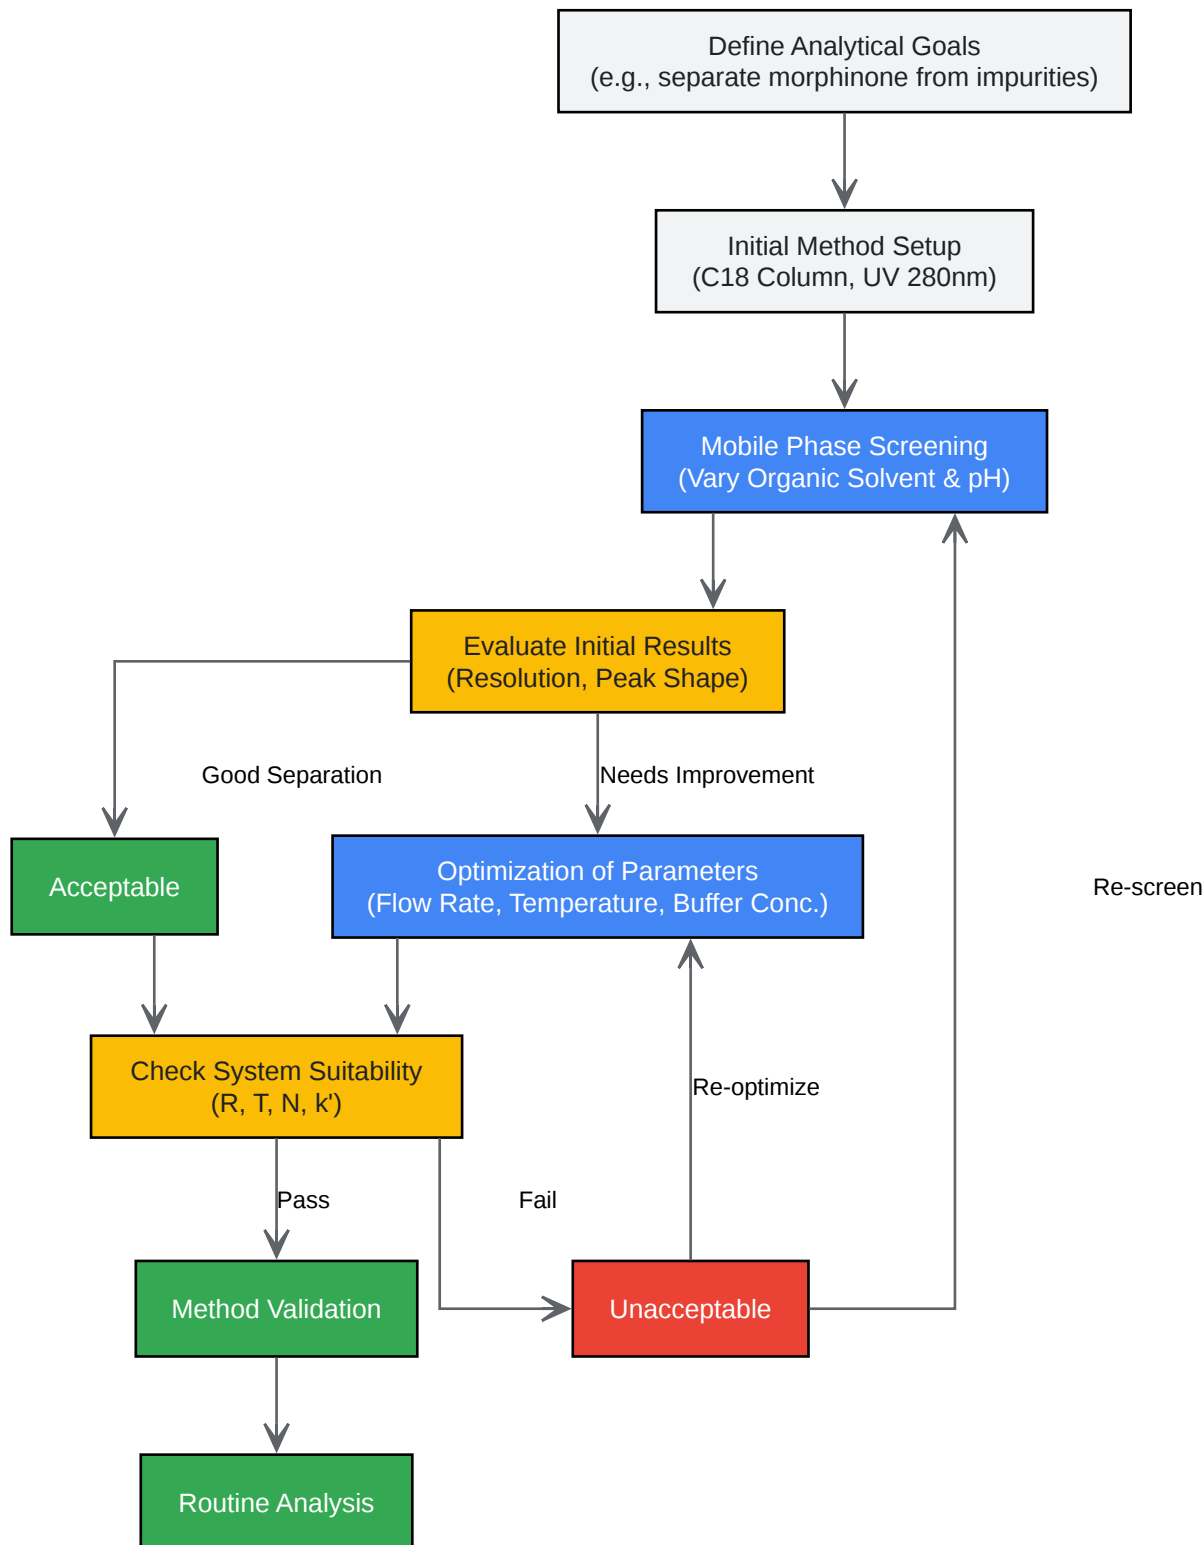 Define Analytical Goals
(e.g., separate morphinone from impurities)
Initial Method Setup
(C18 Column, UV 280nm)
Mobile Phase Screening
(Vary Organic Solvent & pH)
Evaluate Initial Results
(Resolution, Peak Shape)
Good Separation
Needs Improvement
Acceptable
Optimization of Parameters
(Flow Rate, Temperature, Buffer Conc.)
Re-screen
Check System Suitability
(R, T, N, k')
Re-optimize
Pass
Fail
Method Validation
Unacceptable
Routine Analysis